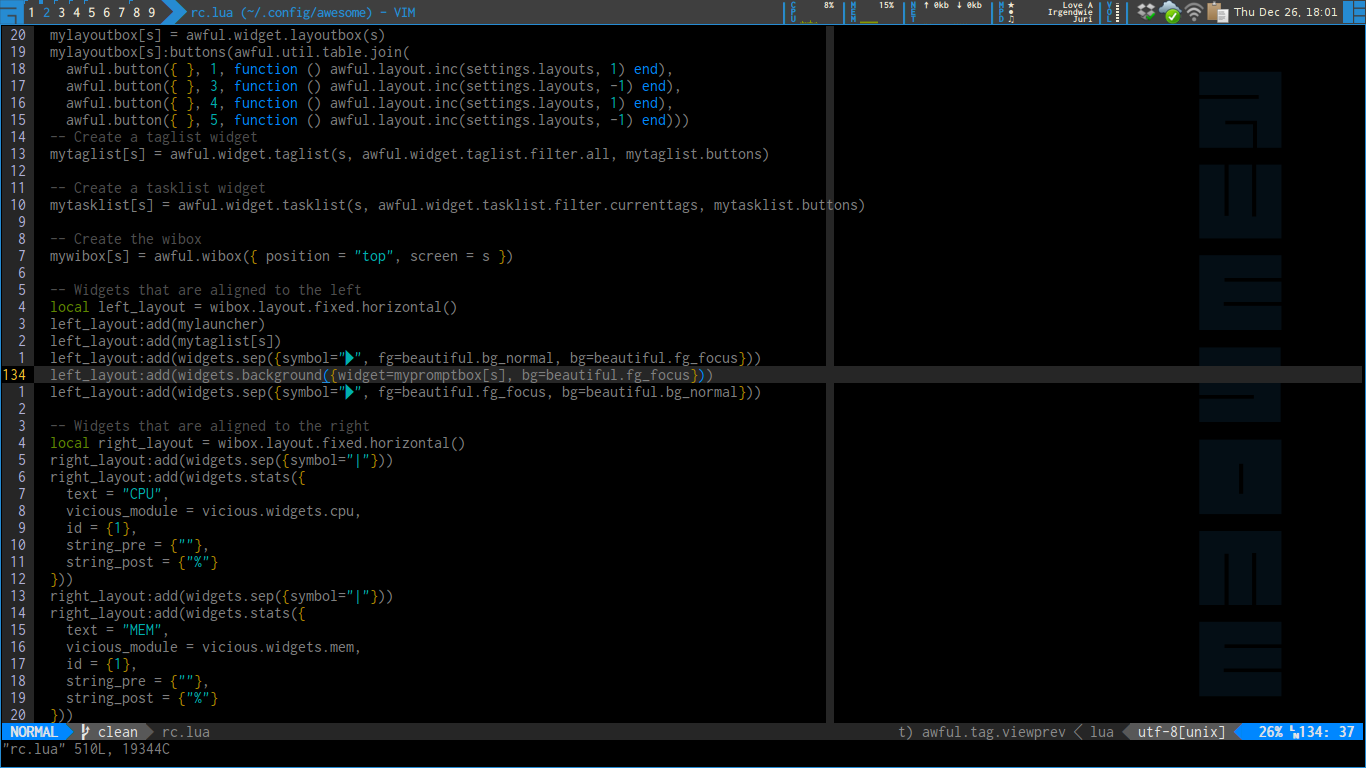 1 2 3 4 5 6 7 8 9 rc.lua (~/.config/awesome) - VIM CPU 8% MEM 15% NET ↑ 0kb ↓ 0kb MPD ★ ♫ Love A Irgendwie Juri VOL Thu Dec 26, 18:01
20 mylayoutbox[s] = awful.widget.layoutbox(s)
19 mylayoutbox[s]:buttons(awful.util.table.join(
18 awful.button({ }, 1, function () awful.layout.inc(settings.layouts, 1) end),
17 awful.button({ }, 3, function () awful.layout.inc(settings.layouts, -1) end),
16 awful.button({ }, 4, function () awful.layout.inc(settings.layouts, 1) end),
15 awful.button({ }, 5, function () awful.layout.inc(settings.layouts, -1) end)))
14 -- Create a taglist widget
13 mytaglist[s] = awful.widget.taglist(s, awful.widget.taglist.filter.all, mytaglist.buttons)
12
11 -- Create a tasklist widget
10 mytasklist[s] = awful.widget.tasklist(s, awful.widget.tasklist.filter.currenttags, mytasklist.buttons)
9
8 -- Create the wibox
7 mywibox[s] = awful.wibox({ position = "top", screen = s })
6
5 -- Widgets that are aligned to the left
4 local left_layout = wibox.layout.fixed.horizontal()
3 left_layout:add(mylauncher)
2 left_layout:add(mytaglist[s])
1 left_layout:add(widgets.sep({symbol="", fg=beautiful.bg_normal, bg=beautiful.fg_focus}))
134 left_layout:add(widgets.background({widget=mypromptbox[s], bg=beautiful.fg_focus}))
1 left_layout:add(widgets.sep({symbol="", fg=beautiful.fg_focus, bg=beautiful.bg_normal}))
2
3 -- Widgets that are aligned to the right
4 local right_layout = wibox.layout.fixed.horizontal()
5 right_layout:add(widgets.sep({symbol="|"}))
6 right_layout:add(widgets.stats({
7 text = "CPU",
8 vicious_module = vicious.widgets.cpu,
9 id = {1},
10 string_pre = {""},
11 string_post = {"%"}
12 }))
13 right_layout:add(widgets.sep({symbol="|"}))
14 right_layout:add(widgets.stats({
15 text = "MEM",
16 vicious_module = vicious.widgets.mem,
17 id = {1},
18 string_pre = {""},
19 string_post = {"%"}
20 }))
NORMAL clean rc.lua t) awful.tag.viewprev lua utf-8[unix] 26% 134: 37
"rc.lua" 510L, 19344C